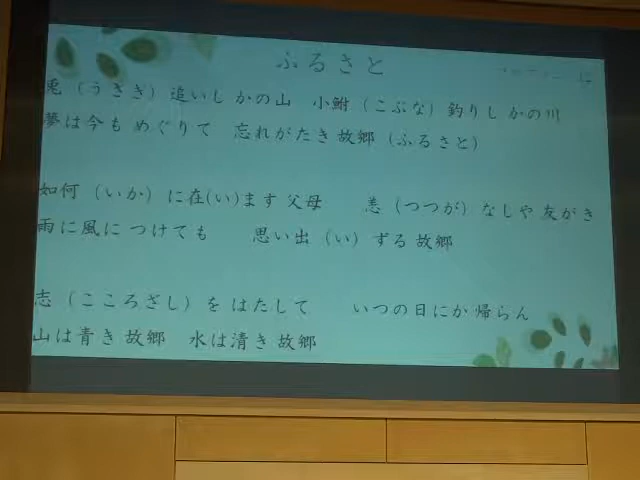 ふるさと
兎（うさぎ）追いしかの山　小鮒（こぶな）釣りしかの川
夢は今もめぐりて　忘れがたき故郷（ふるさと）
如何（いか）に在(い)ます父母　恙（つつが）なしや友がき
雨に風につけても　思い出（い）ずる故郷
志（こころざし）をはたして　いつの日にか帰らん
山は青き故郷　水は清き故郷